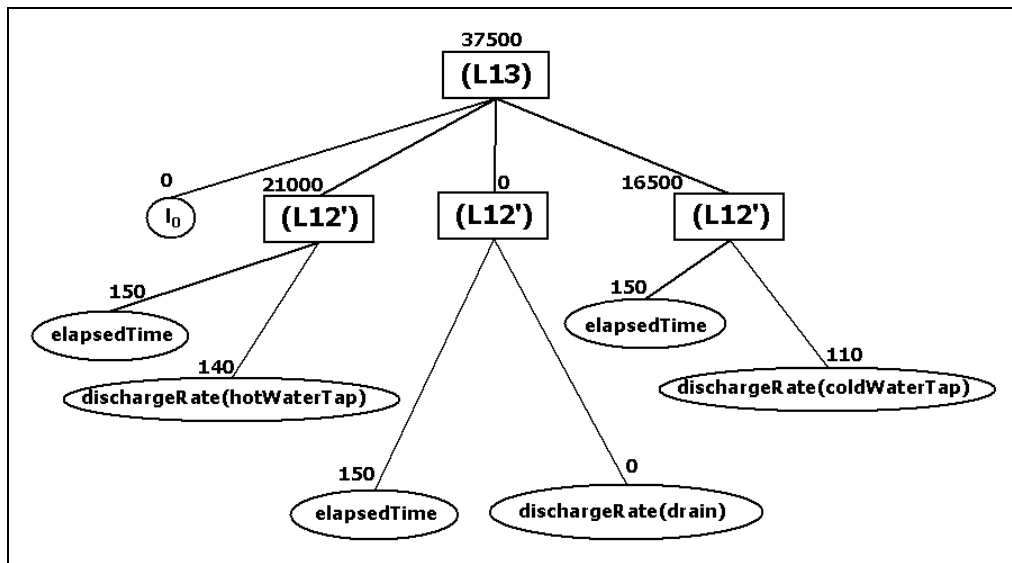 37500
(L13)
0
21000
0
16500
I₀
(L12')
(L12')
(L12')
150
elapsedTime
150
elapsedTime
140
dischargeRate(hotWaterTap)
110
dischargeRate(coldWaterTap)
150
elapsedTime
0
dischargeRate(drain)